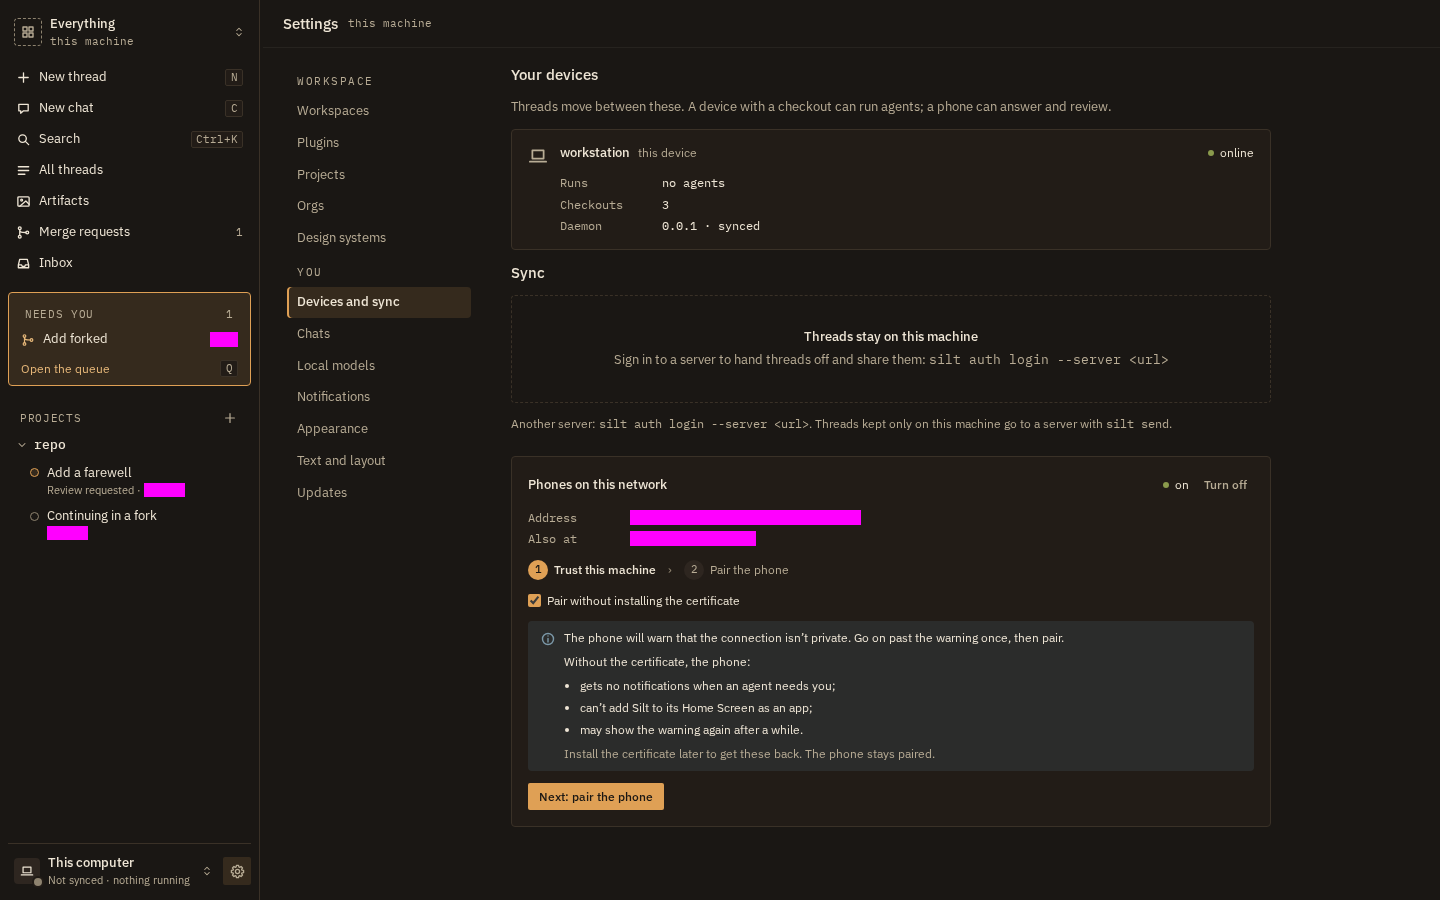 Everything
this machine
New thread N
New chat C
Search Ctrl+K
All threads
Artifacts
Merge requests 1
Inbox
NEEDS YOU 1
Add forked
Open the queue Q
PROJECTS
repo
Add a farewell
Review requested ·
Continuing in a fork
This computer
Not synced · nothing running
Settings this machine
WORKSPACE
Workspaces
Plugins
Projects
Orgs
Design systems
YOU
Devices and sync
Chats
Local models
Notifications
Appearance
Text and layout
Updates
Your devices
Threads move between these. A device with a checkout can run agents; a phone can answer and review.
workstation this device online
Runs no agents
Checkouts 3
Daemon 0.0.1 · synced
Sync
Threads stay on this machine
Sign in to a server to hand threads off and share them: silt auth login --server <url>
Another server: silt auth login --server <url>. Threads kept only on this machine go to a server with silt send.
Phones on this network on Turn off
Address
Also at
1 Trust this machine › 2 Pair the phone
Pair without installing the certificate
The phone will warn that the connection isn’t private. Go on past the warning once, then pair.
Without the certificate, the phone:
• gets no notifications when an agent needs you;
• can’t add Silt to its Home Screen as an app;
• may show the warning again after a while.
Install the certificate later to get these back. The phone stays paired.
Next: pair the phone